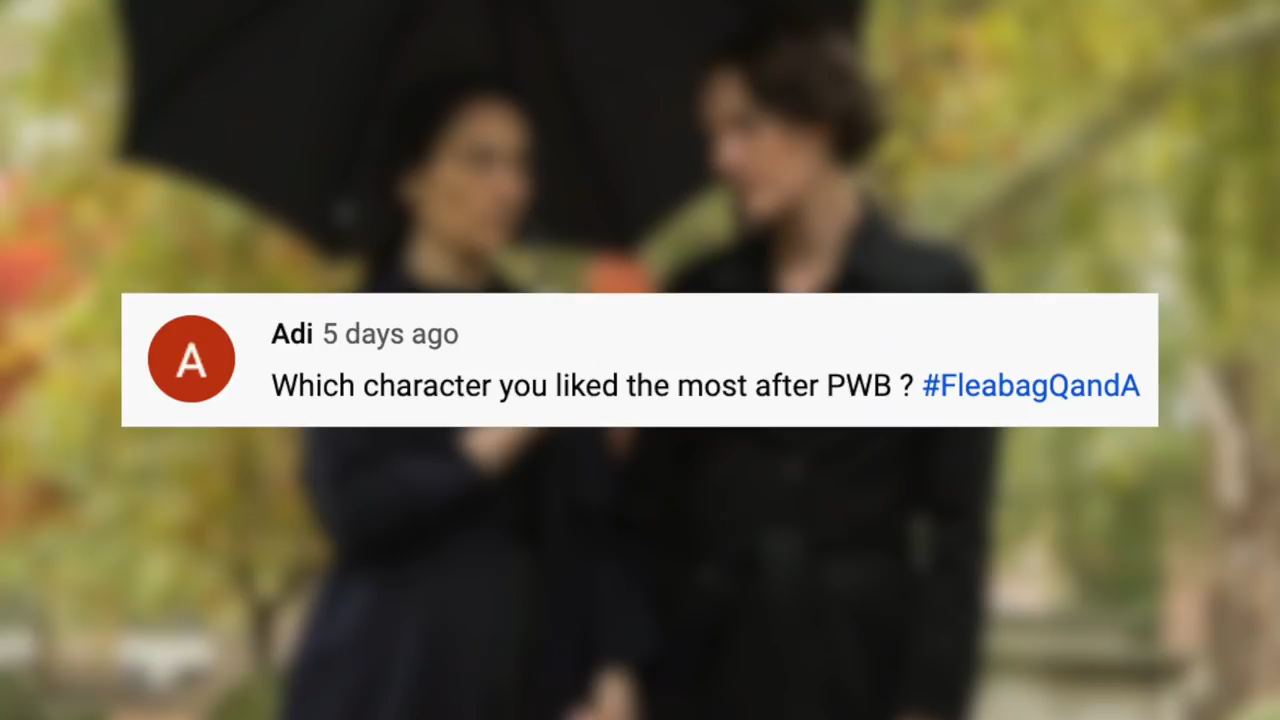 A
Adi 5 days ago
Which character you liked the most after PWB ? #FleabagQandA